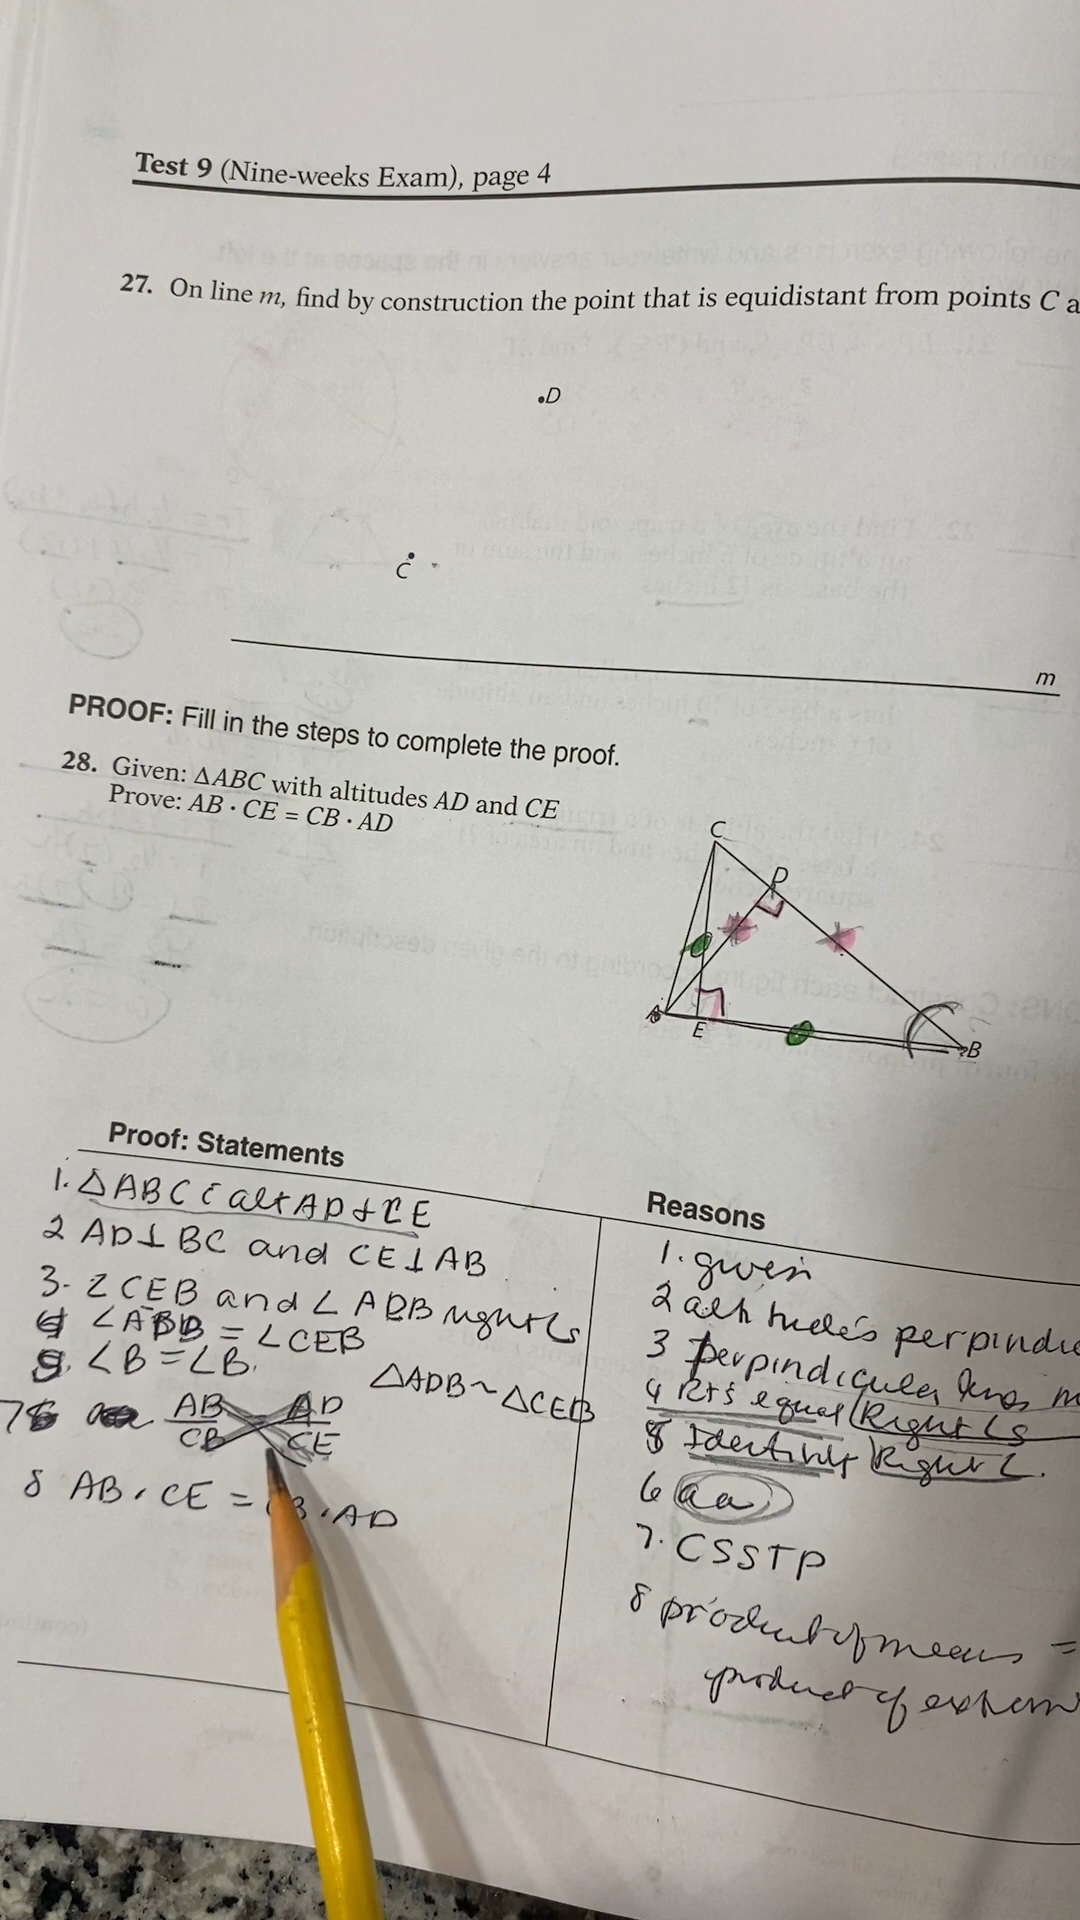 Test 9 (Nine-weeks Exam), page 4
27. On line m, find by construction the point that is equidistant from points C a
.D
C
m
PROOF: Fill in the steps to complete the proof.
28. Given: △ABC with altitudes AD and CE
Prove: AB · CE = CB · AD
C
D
A
E
B
Proof: Statements
1. △ABC c̄ alt AD + CE
2 AD⊥BC and CE⊥AB
3. ∠CEB and ∠ADB right ∠s
4 ∠ADB = ∠CEB
5. ∠B = ∠B.
△ADB ~ △CEB
7 AB AD
CB CE
8 AB · CE = CB · AD
Reasons
1. given
2 altitude's perpendic
3 perpendicular lines m
4 Rt's equal Right ∠s
5 Identity Right ∠.
6 aa
7. CSSTP
8 product of means =
product of extrem